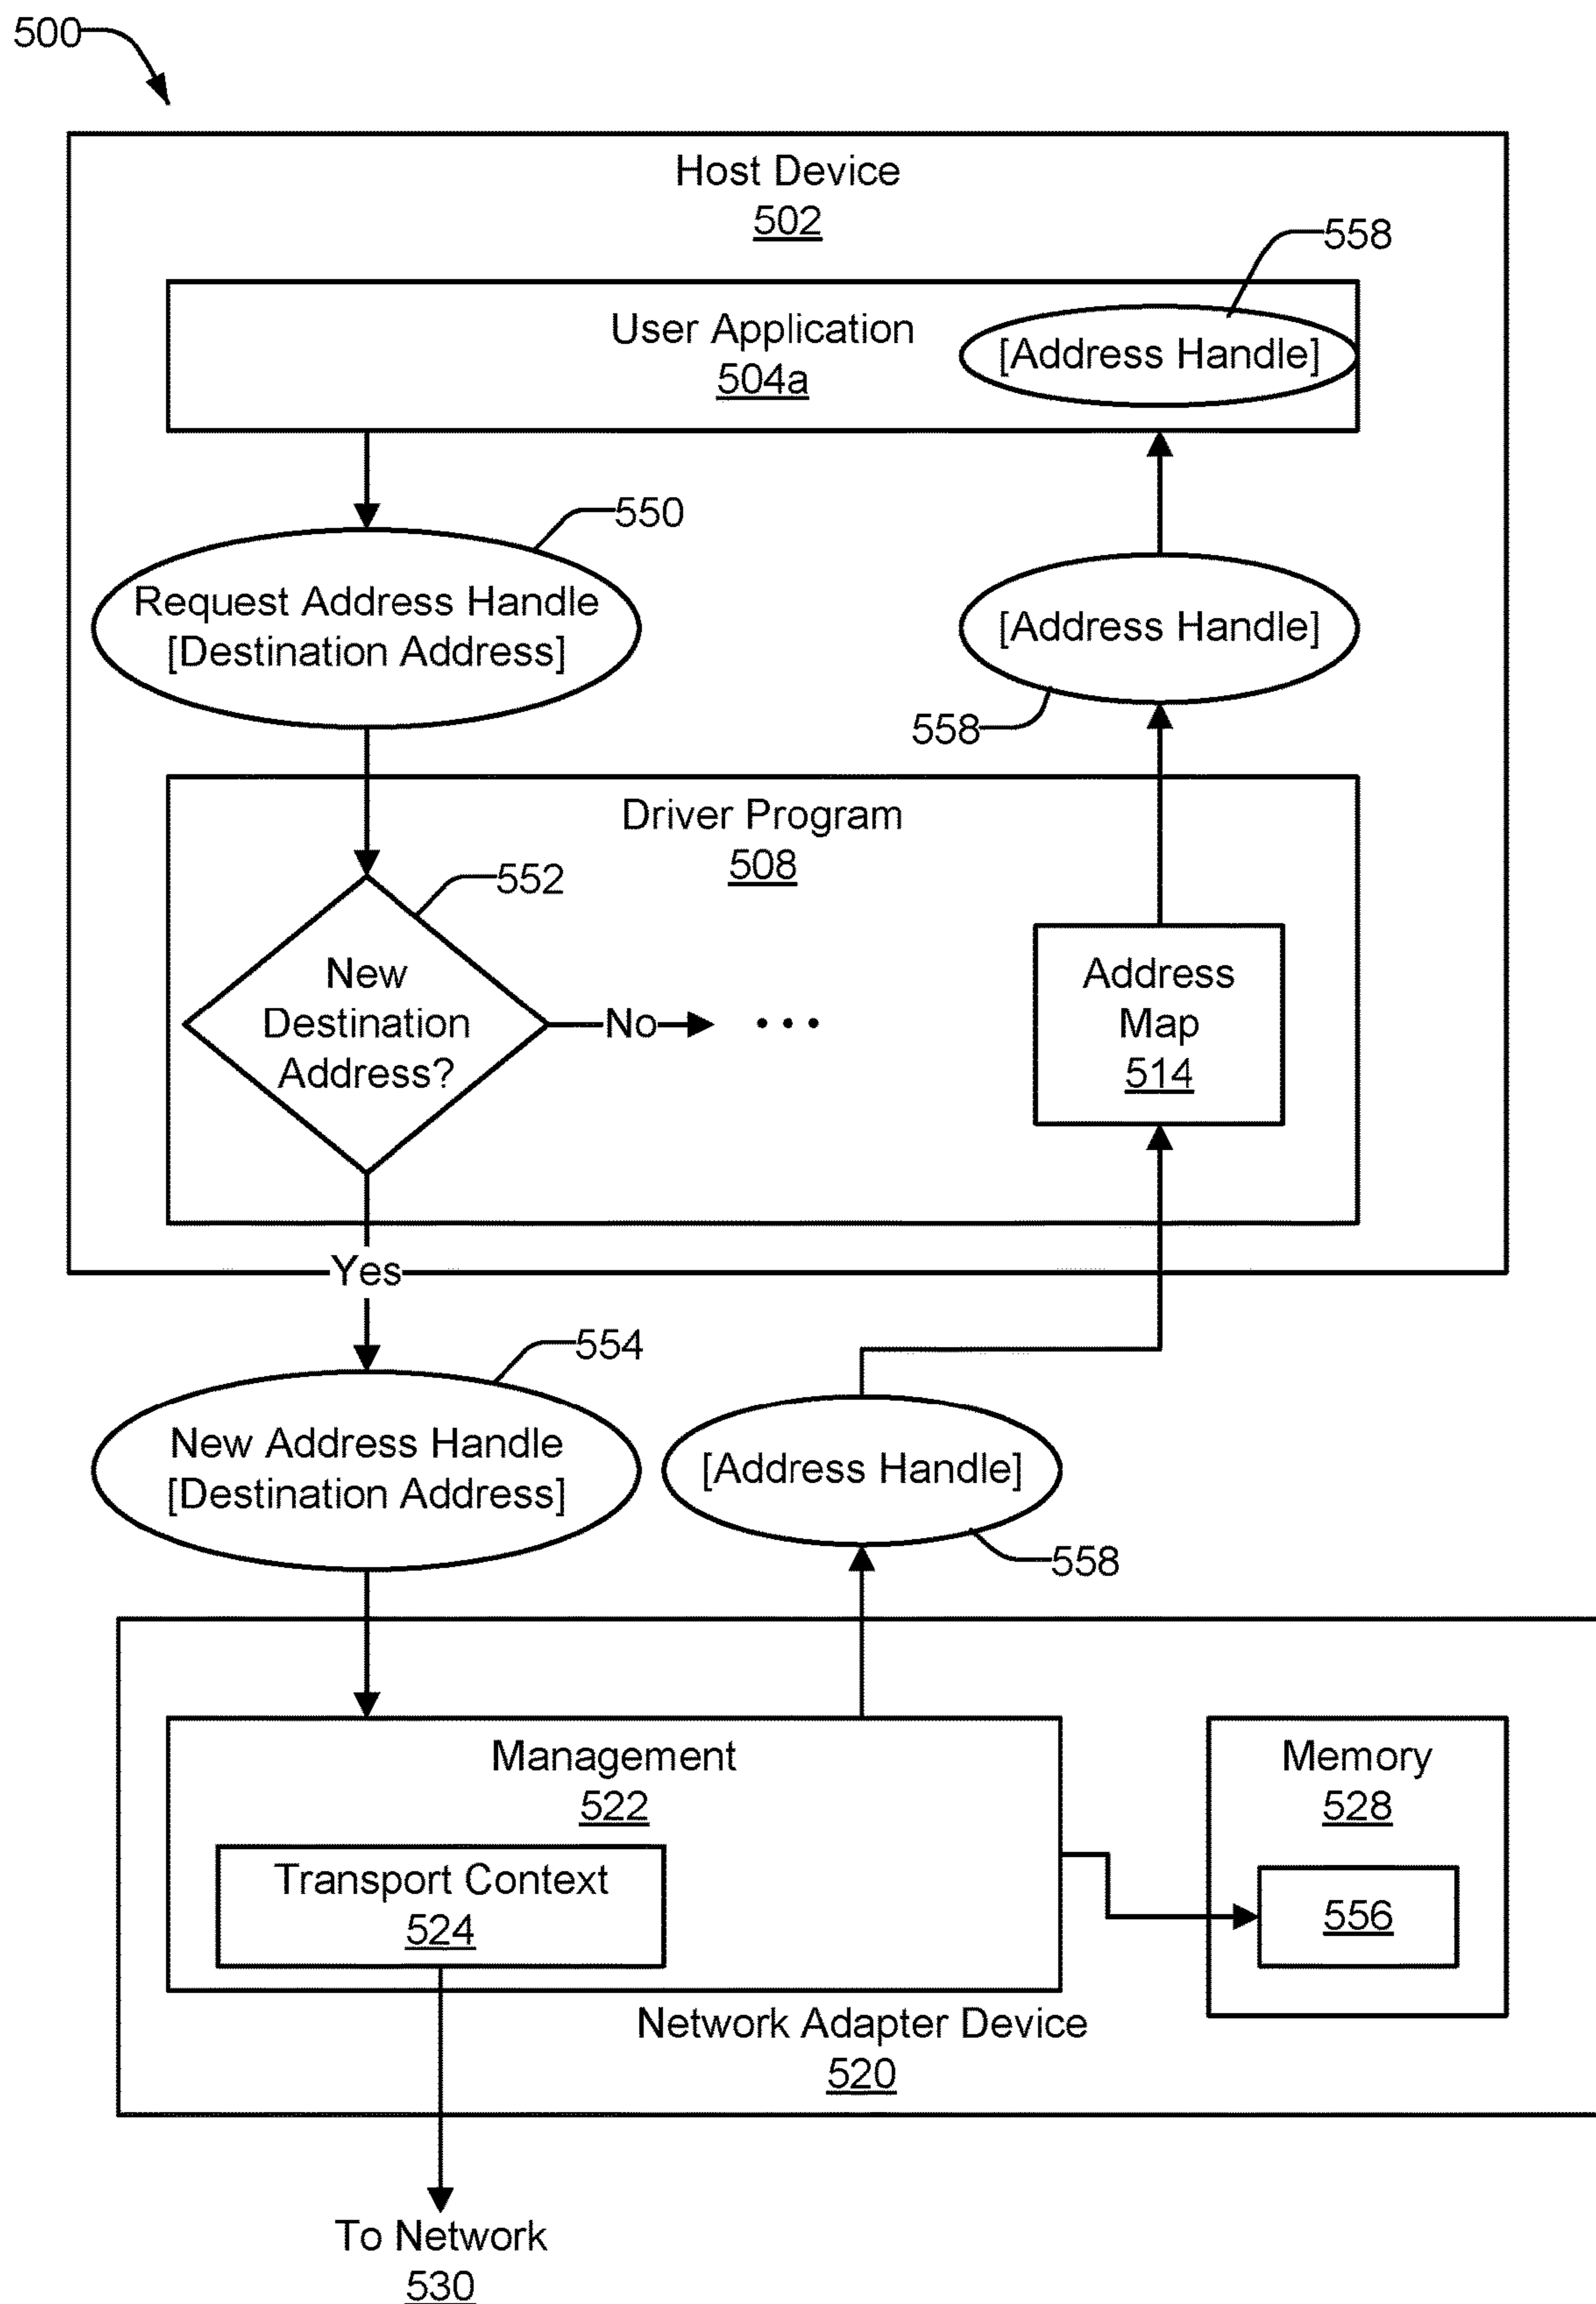 500
Host Device
502
558
User Application
504a
[Address Handle]
550
Request Address Handle
[Destination Address]
[Address Handle]
558
Driver Program
508
552
New
Destination
Address?
No
...
Address
Map
514
Yes
554
New Address Handle
[Destination Address]
[Address Handle]
558
Management
522
Transport Context
524
Memory
528
556
Network Adapter Device
520
To Network
530